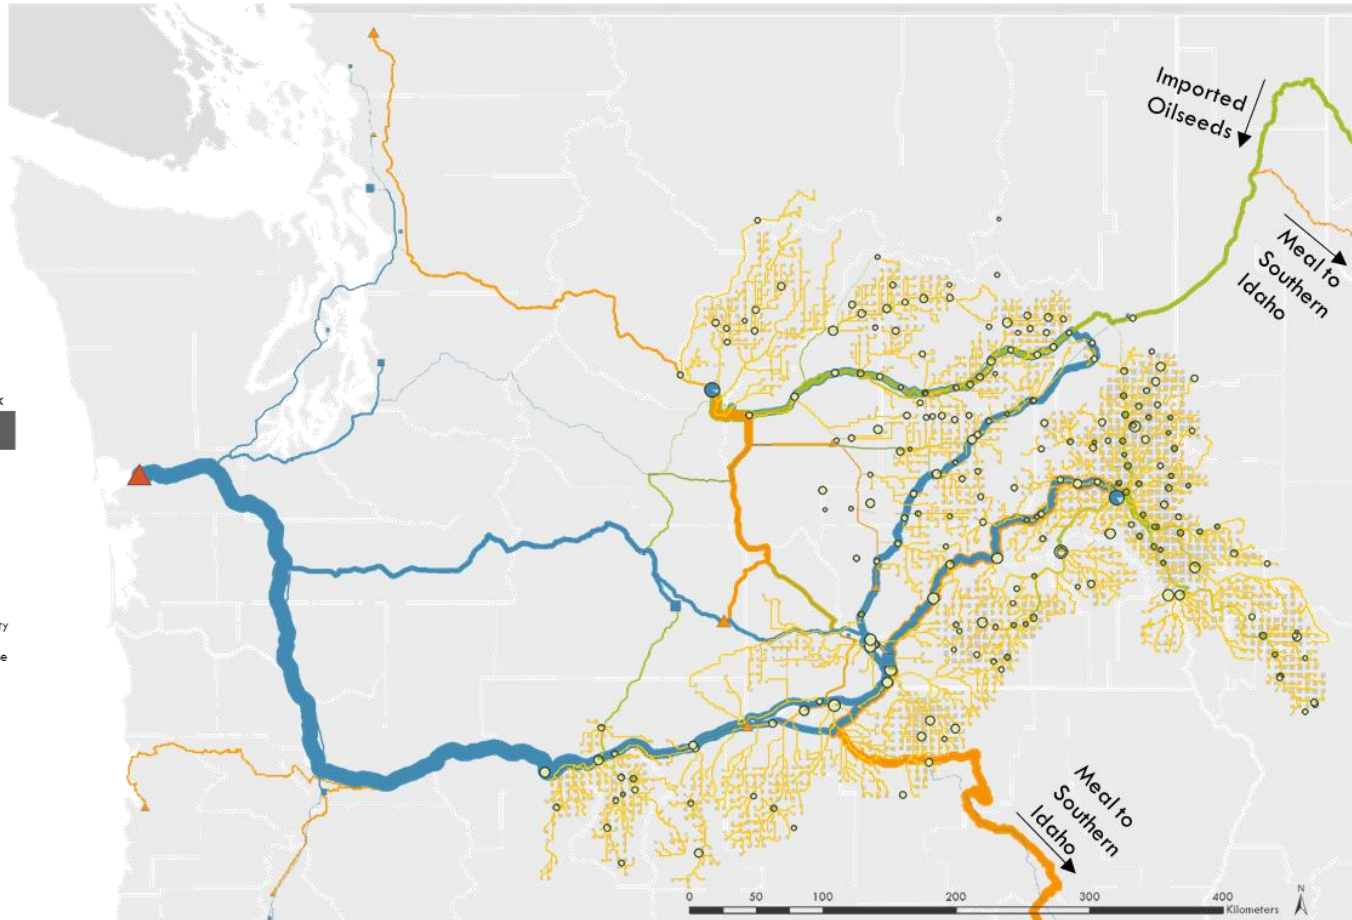 Imported
Oilseeds
Meal to
Southern
Idaho
Meal to
Southern
Idaho
0 50 100 200 300 400
Kilometers
N